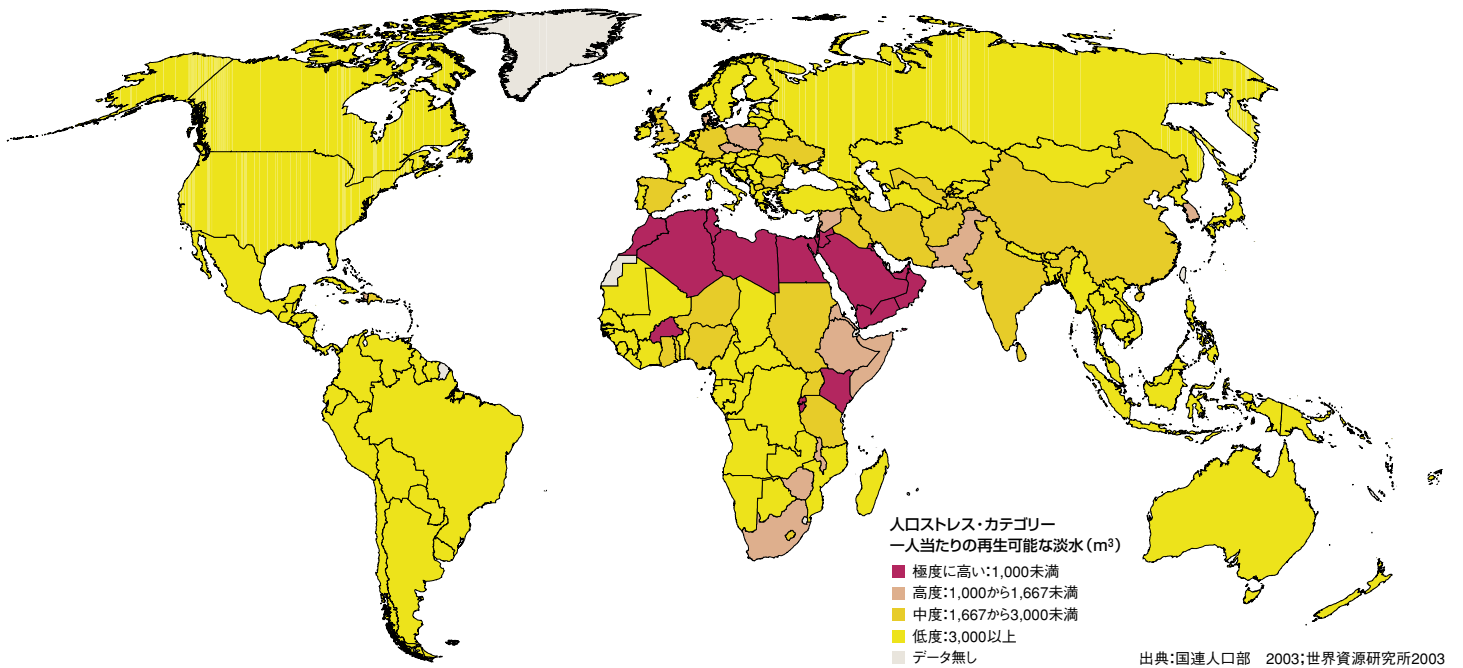 人口ストレス・カテゴリー
一人当たりの再生可能な淡水（m³）
極度に高い：1,000未満
高度：1,000から1,667未満
中度：1,667から3,000未満
低度：3,000以上
データ無し
出典：国連人口部　2003；世界資源研究所2003